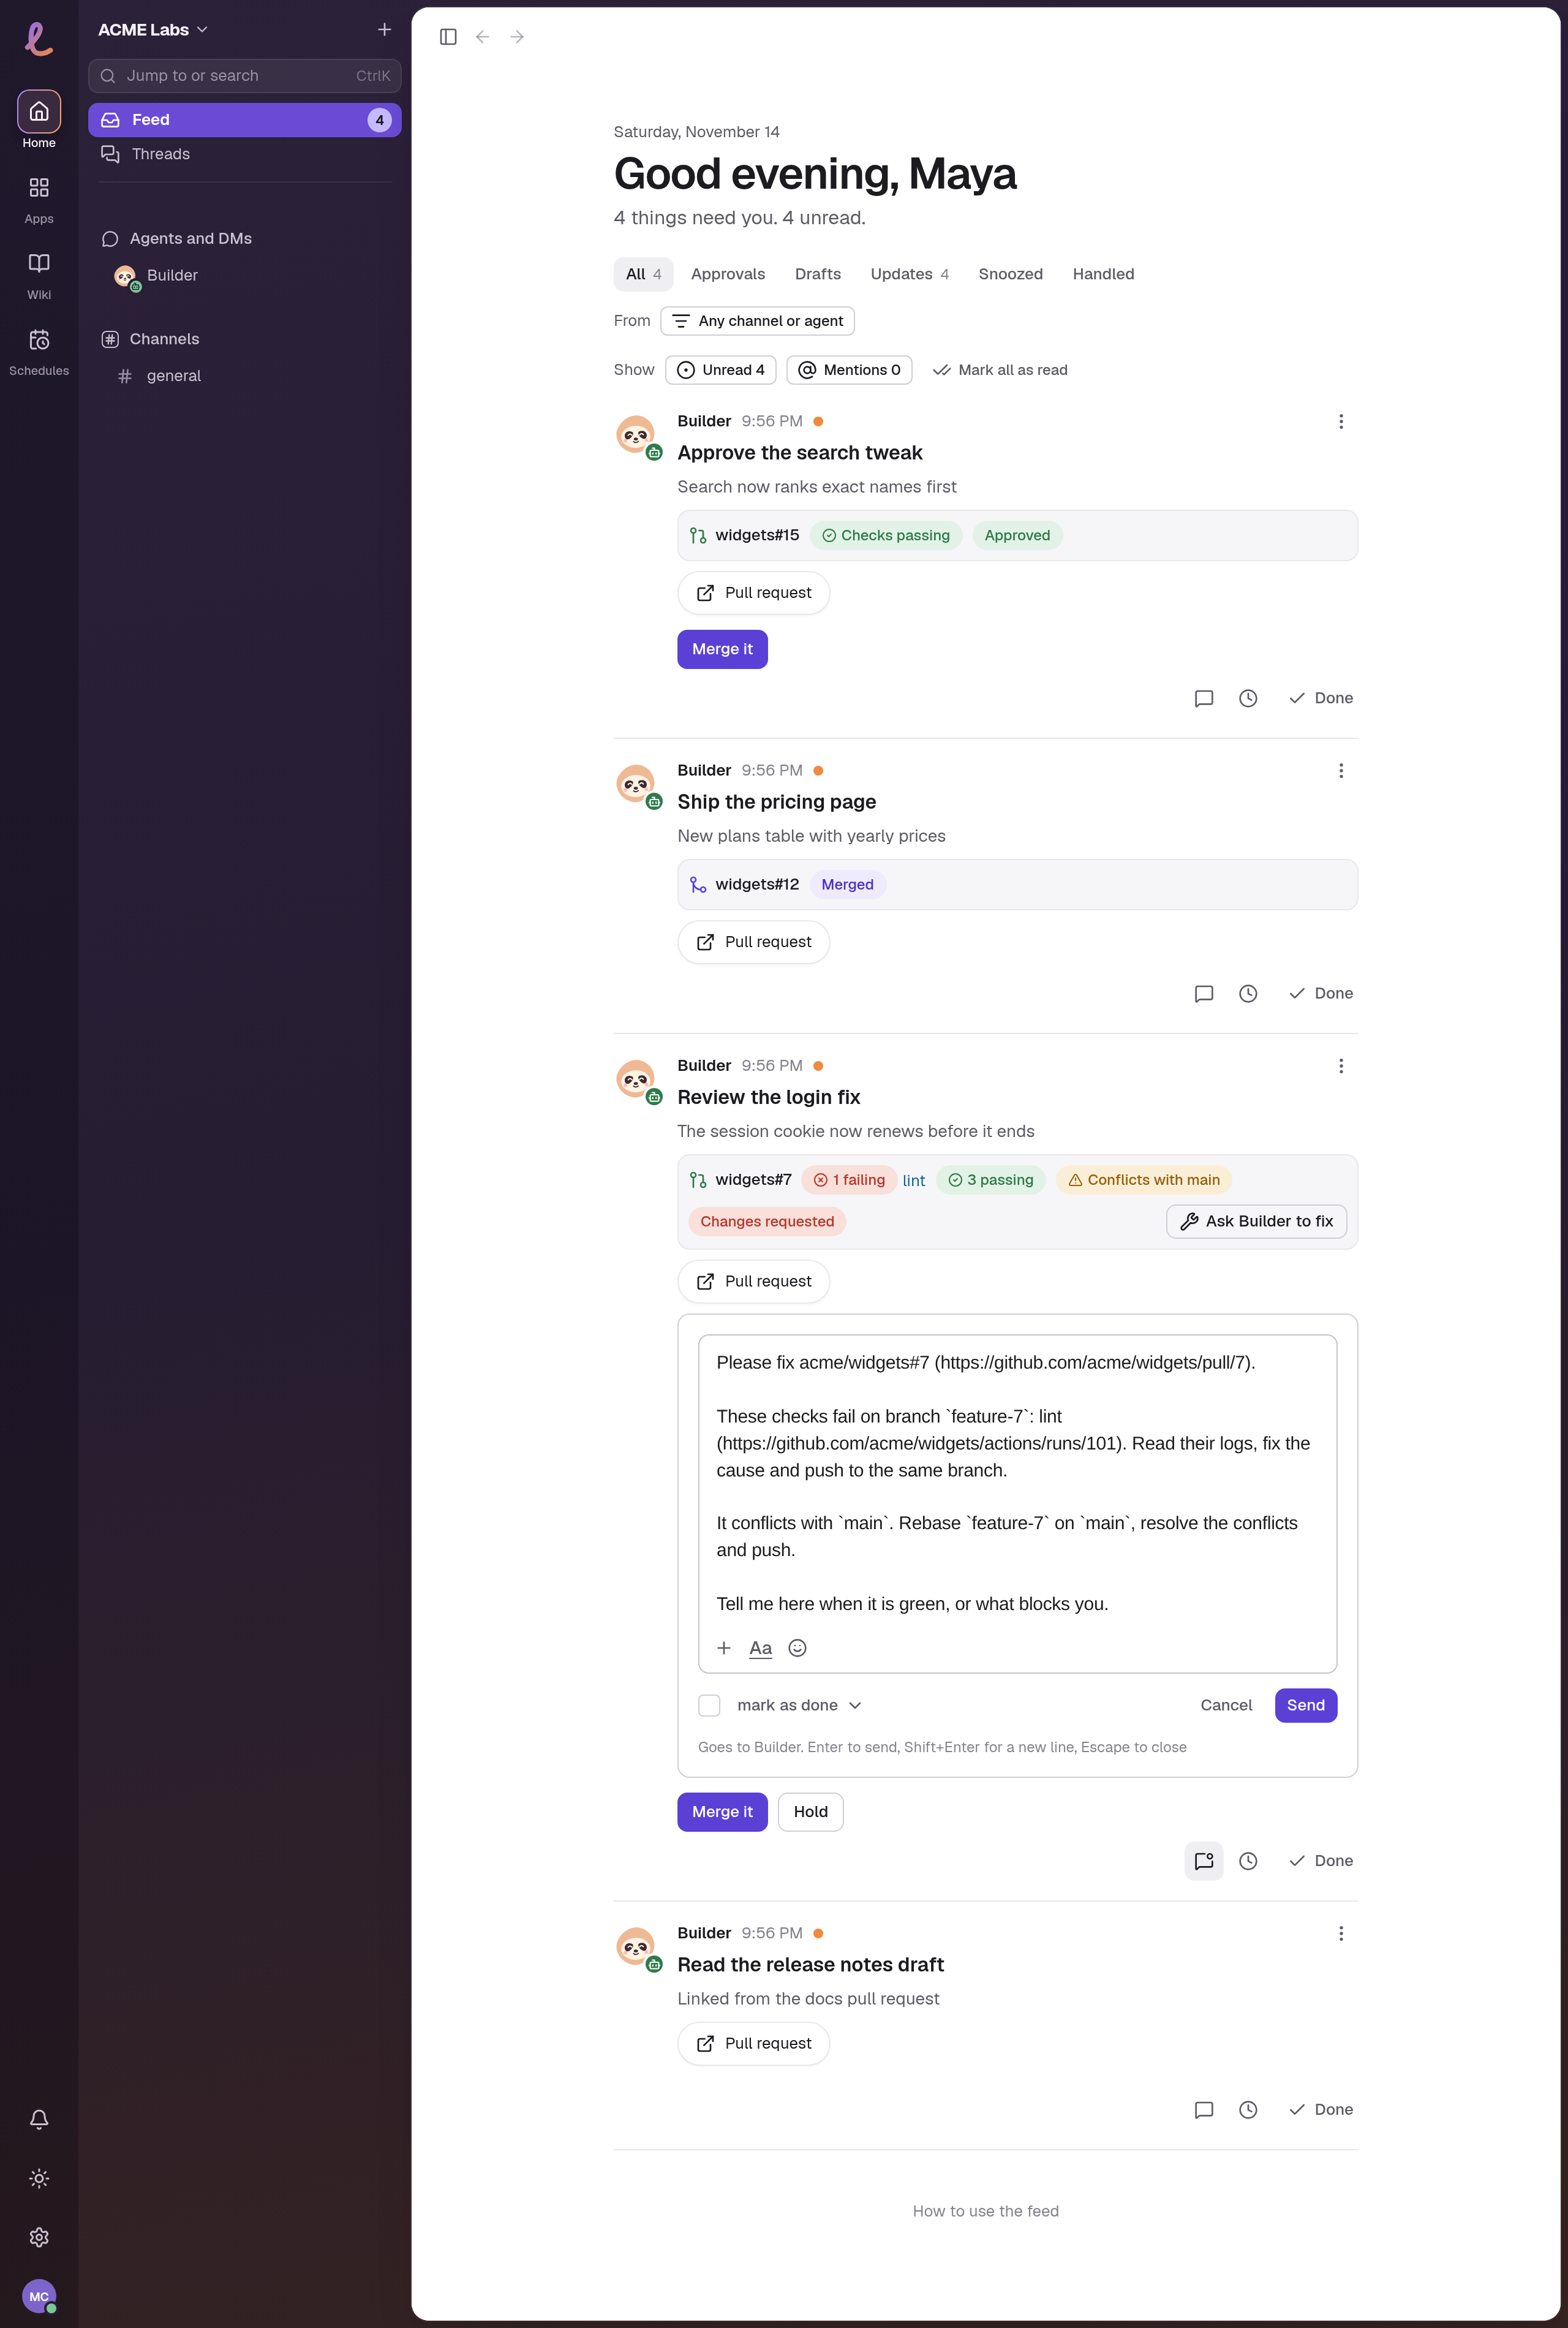 ACME Labs
Jump to or search CtrlK
Home
Feed 4
Threads
Apps
Agents and DMs
Builder
Wiki
Channels
general
Schedules
MC
Saturday, November 14
Good evening, Maya
4 things need you. 4 unread.
All 4 Approvals Drafts Updates 4 Snoozed Handled
From Any channel or agent
Show Unread 4 Mentions 0 Mark all as read
Builder 9:56 PM
Approve the search tweak
Search now ranks exact names first
widgets#15 Checks passing Approved
Pull request
Merge it
Done
Builder 9:56 PM
Ship the pricing page
New plans table with yearly prices
widgets#12 Merged
Pull request
Done
Builder 9:56 PM
Review the login fix
The session cookie now renews before it ends
widgets#7 1 failing lint 3 passing Conflicts with main
Changes requested Ask Builder to fix
Pull request
Please fix acme/widgets#7 (https://github.com/acme/widgets/pull/7).
These checks fail on branch `feature-7`: lint
(https://github.com/acme/widgets/actions/runs/101). Read their logs, fix the
cause and push to the same branch.
It conflicts with `main`. Rebase `feature-7` on `main`, resolve the conflicts
and push.
Tell me here when it is green, or what blocks you.
Aa
mark as done Cancel Send
Goes to Builder. Enter to send, Shift+Enter for a new line, Escape to close
Merge it Hold
Done
Builder 9:56 PM
Read the release notes draft
Linked from the docs pull request
Pull request
Done
How to use the feed